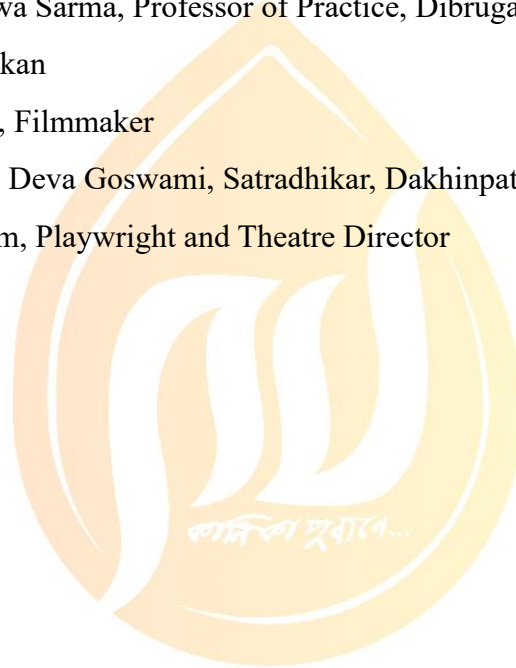 wa Sarma, Professor of Practice, Dibruga
kan
, Filmmaker
Deva Goswami, Satradhikar, Dakhinpat
m, Playwright and Theatre Director